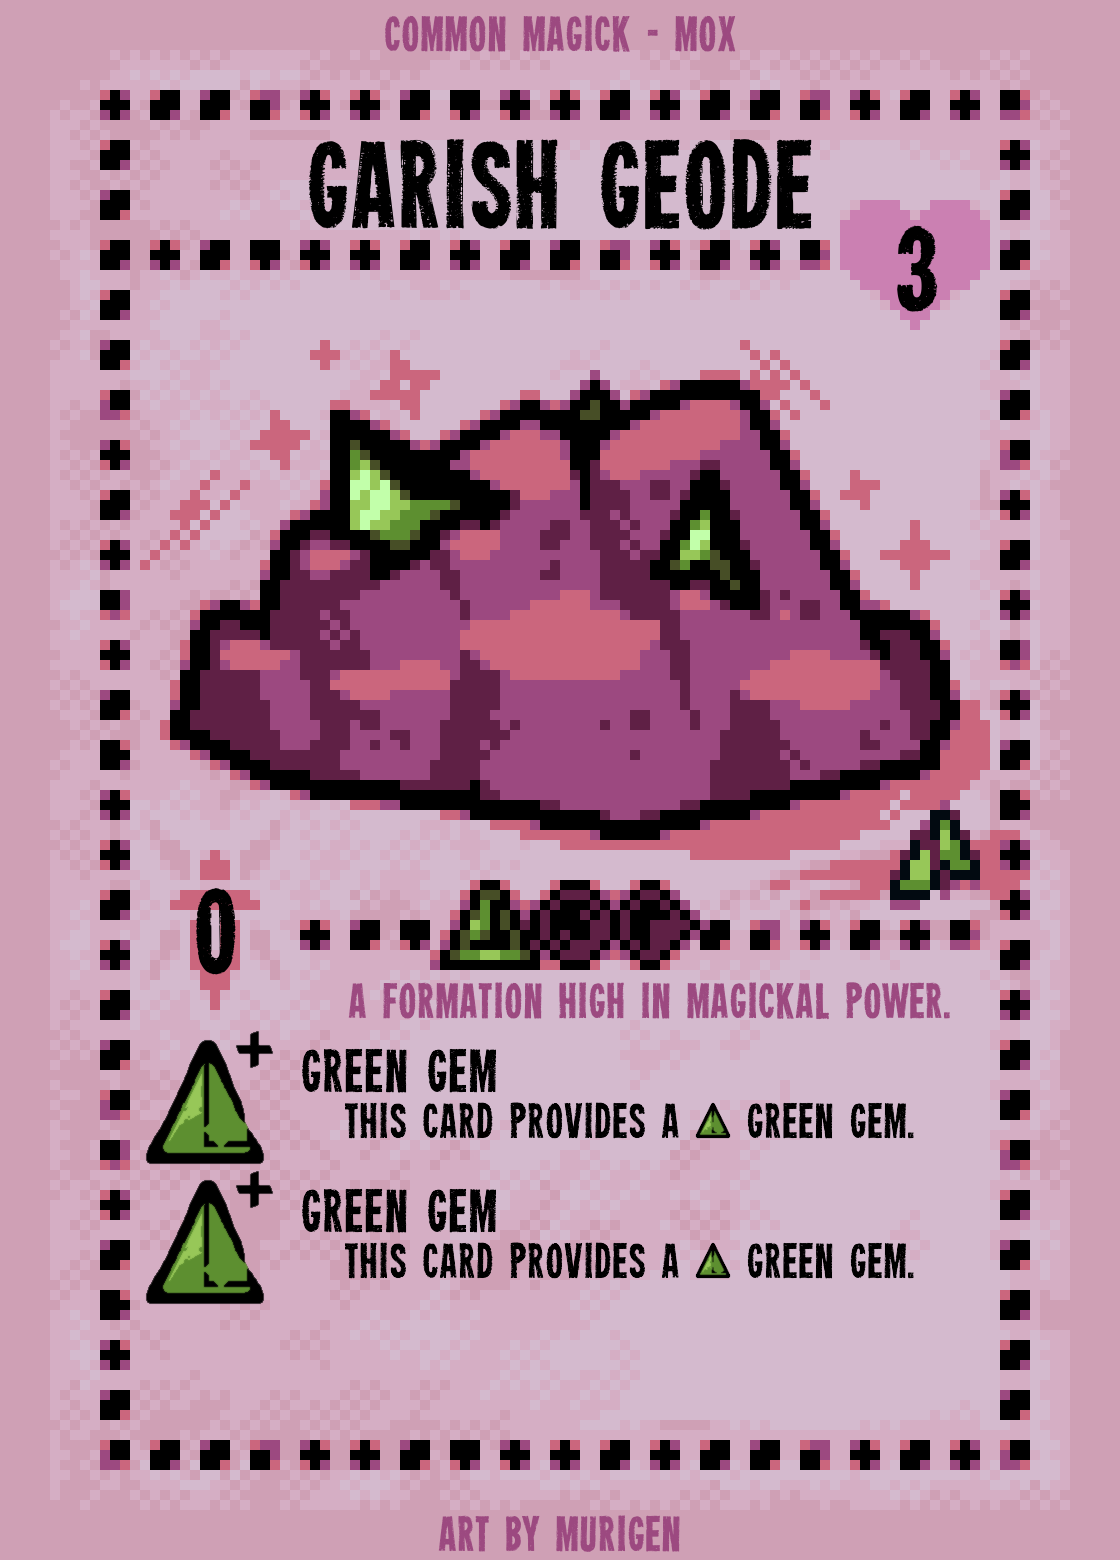 COMMON MAGICK - MOX
GARISH GEODE
3
0
A FORMATION HIGH IN MAGICKAL POWER.
GREEN GEM
THIS CARD PROVIDES A GREEN GEM.
GREEN GEM
THIS CARD PROVIDES A GREEN GEM.
ART BY MURIGEN